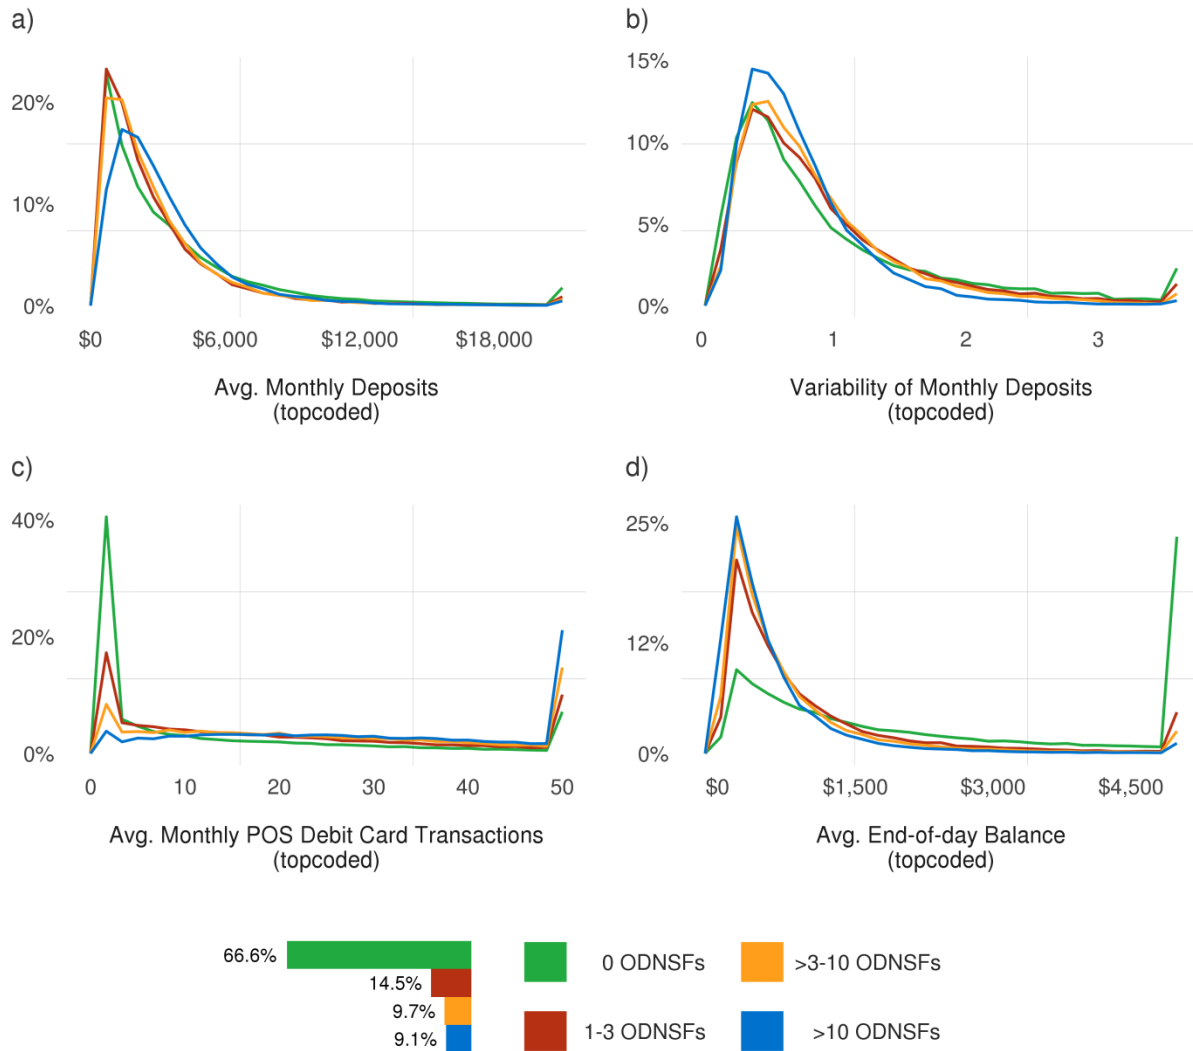 a)
20%
10%
0%
$0 $6,000 $12,000 $18,000
Avg. Monthly Deposits
(topcoded)
b)
15%
10%
5%
0%
0 1 2 3
Variability of Monthly Deposits
(topcoded)
c)
40%
20%
0%
0 10 20 30 40 50
Avg. Monthly POS Debit Card Transactions
(topcoded)
d)
25%
12%
0%
$0 $1,500 $3,000 $4,500
Avg. End-of-day Balance
(topcoded)
66.6%
14.5%
9.7%
9.1%
0 ODNSFs >3-10 ODNSFs
1-3 ODNSFs >10 ODNSFs